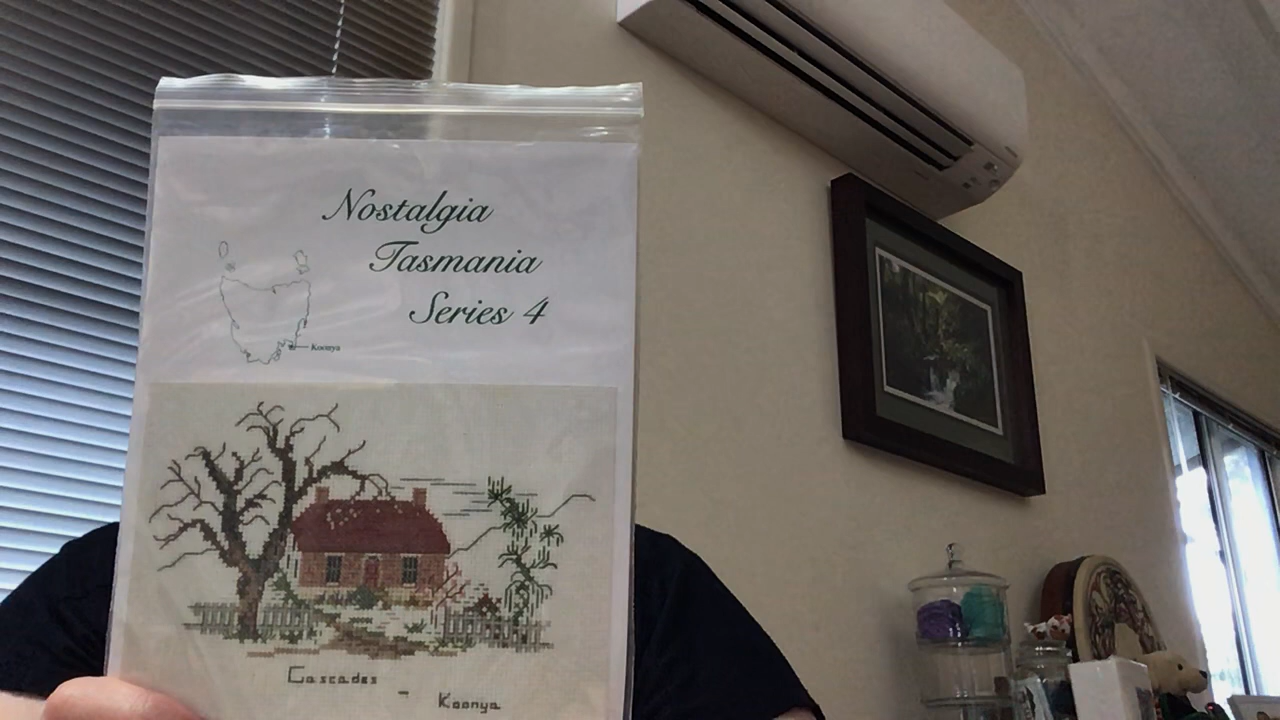 Nostalgia
Tasmania
Series 4
Koonya
Cascades
- Koonya